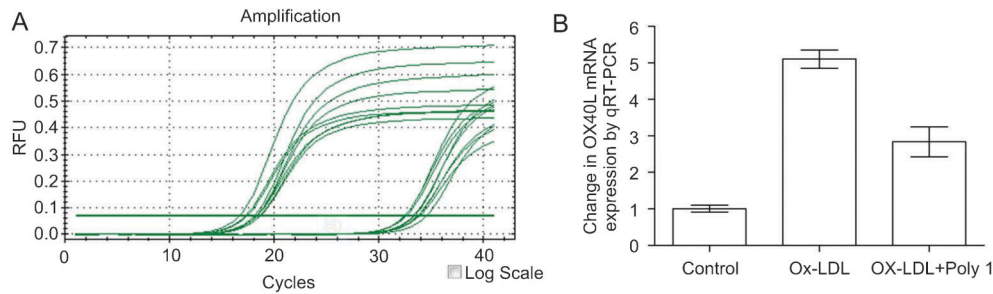 A
Amplification
0.7
0.6
0.5
0.4
0.3
0.2
0.1
0.0
RFU
0
10
20
30
40
Cycles
Log Scale
B
Change in OX40L mRNA
expression by qRT-PCR
6
5
4
3
2
1
0
Control
Ox-LDL
OX-LDL+Poly 1